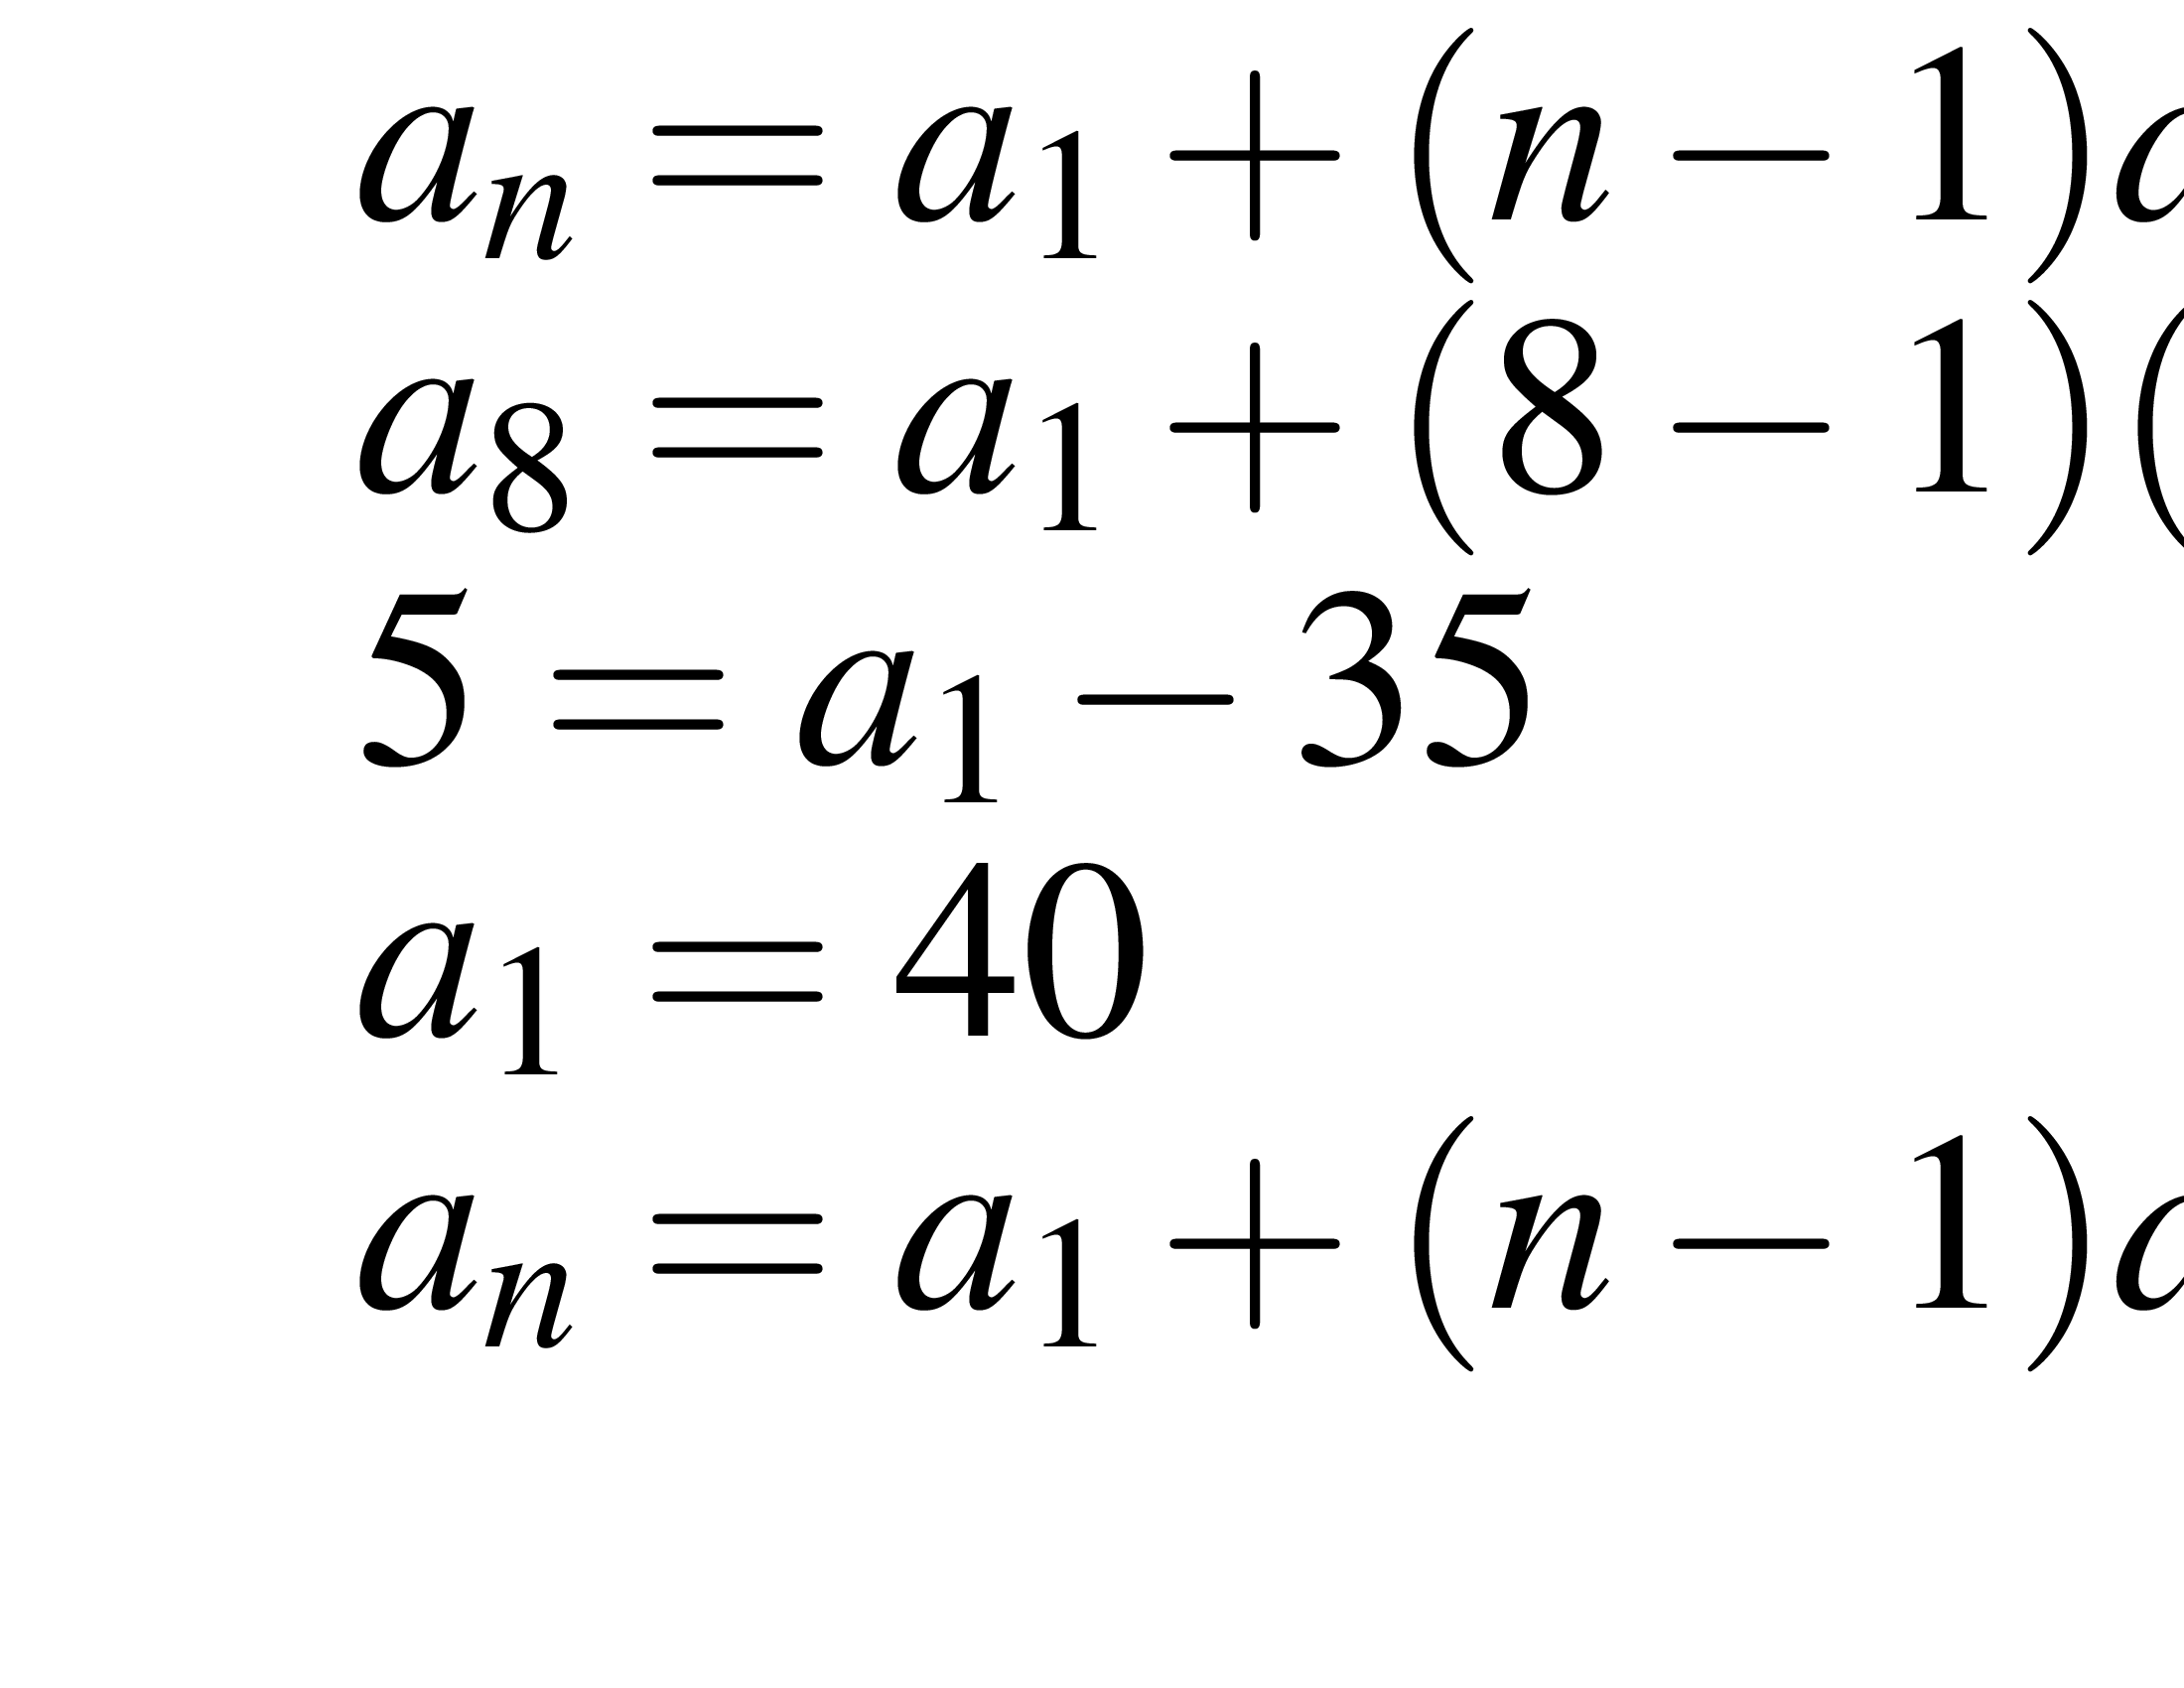 aₙ = a₁ + (n − 1)
a₈ = a₁ + (8 − 1)(
5 = a₁ − 35
a₁ = 40
aₙ = a₁ + (n − 1)